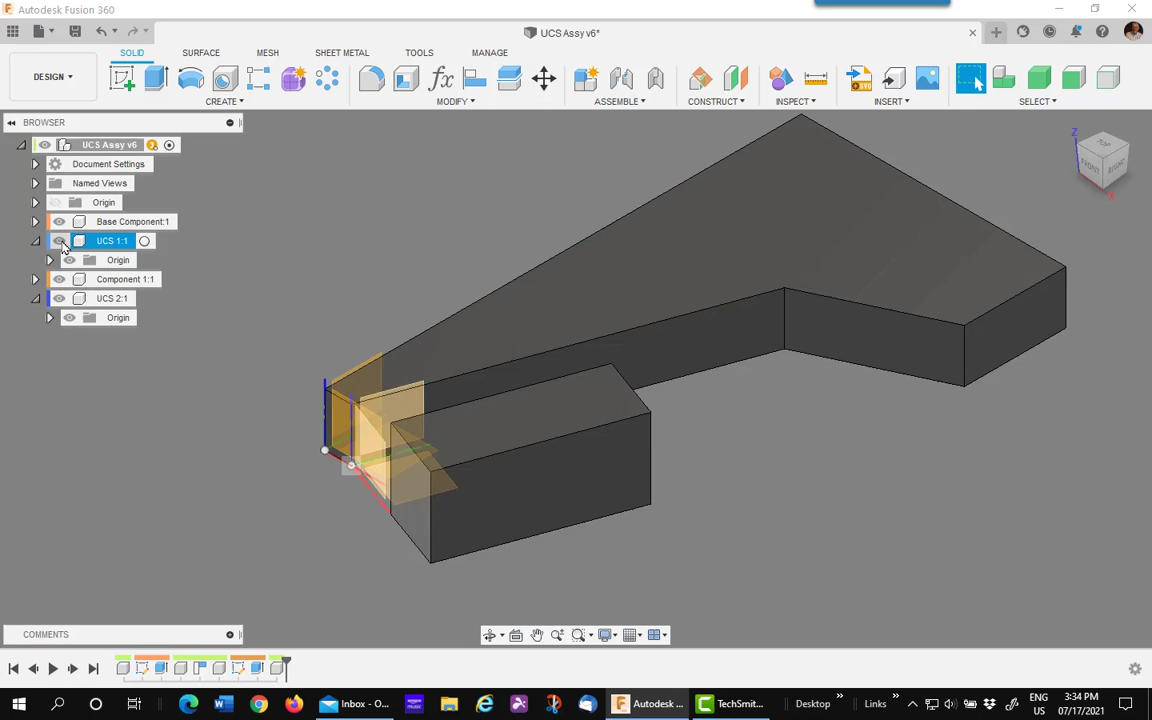 Autodesk Fusion 360
UCS Assy v6*
SOLID SURFACE MESH SHEET METAL TOOLS MANAGE
DESIGN
CREATE MODIFY ASSEMBLE CONSTRUCT INSPECT INSERT SELECT
BROWSER
UCS Assy v6
Document Settings
Named Views
Origin
Base Component:1
UCS 1:1
Origin
Component 1:1
UCS 2:1
Origin
Z
TOP
FRONT
RIGHT
X
COMMENTS
Inbox - O...
Autodesk ...
TechSmit...
Desktop
Links
ENG
US
3:34 PM
07/17/2021